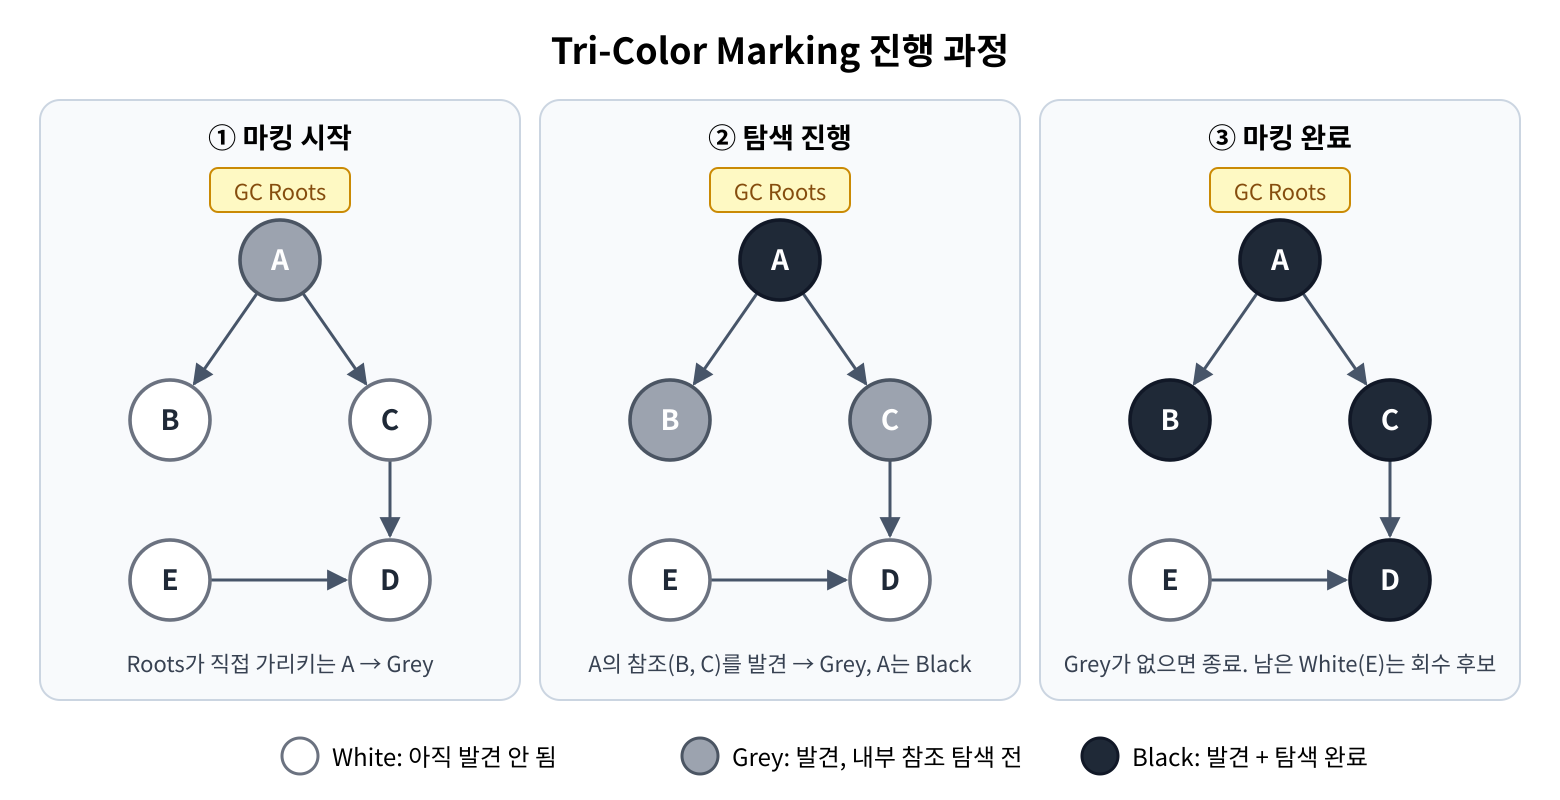 Tri-Color Marking 진행 과정
① 마킹 시작
GC Roots
A
B
C
E
D
Roots가 직접 가리키는 A → Grey
② 탐색 진행
GC Roots
A
B
C
E
D
A의 참조(B, C)를 발견 → Grey, A는 Black
③ 마킹 완료
GC Roots
A
B
C
E
D
Grey가 없으면 종료. 남은 White(E)는 회수 후보
White: 아직 발견 안 됨
Grey: 발견, 내부 참조 탐색 전
Black: 발견 + 탐색 완료